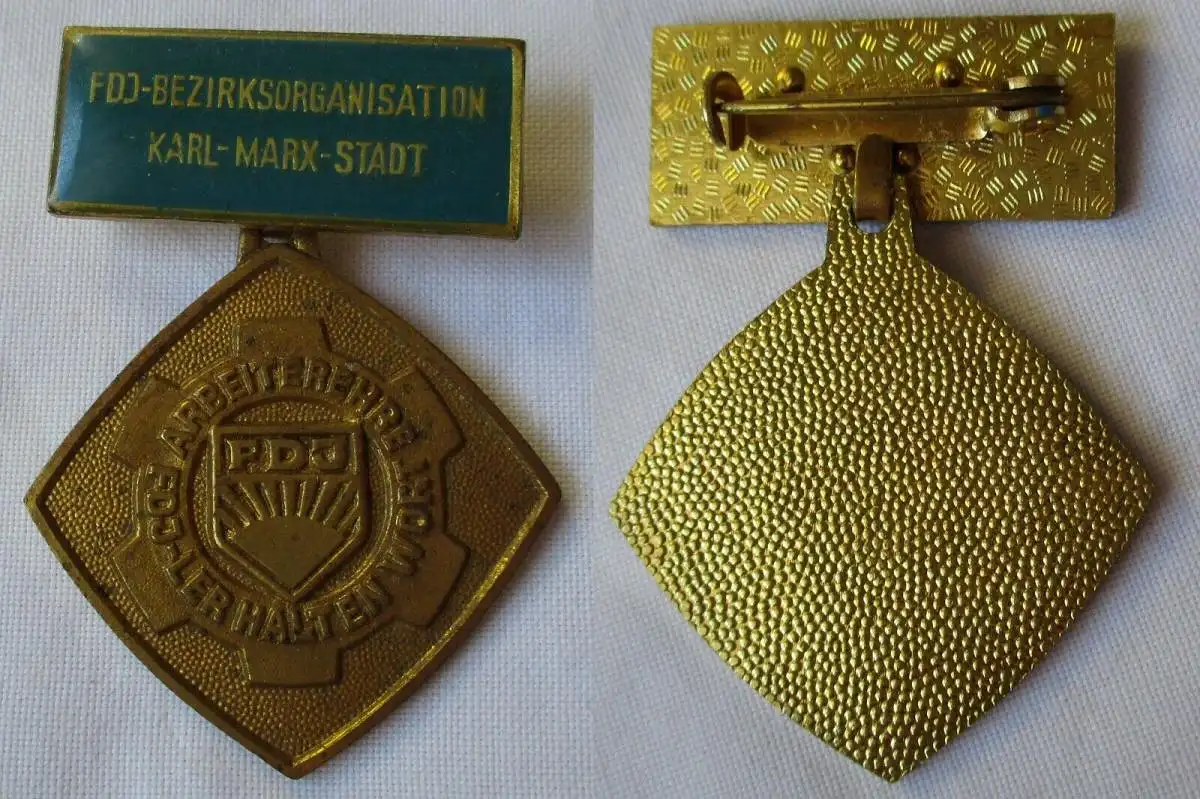 FDJ-BEZIRKSORGANISATION
KARL-MARX-STADT
ARBEITEREHRE WORT
FDJ-LER HALTEN
FDJ